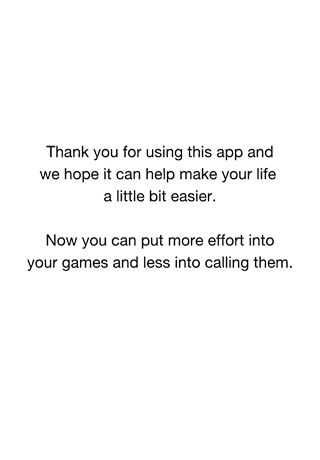 Thank you for using this app and
we hope it can help make your life
a little bit easier.
Now you can put more effort into
your games and less into calling them.